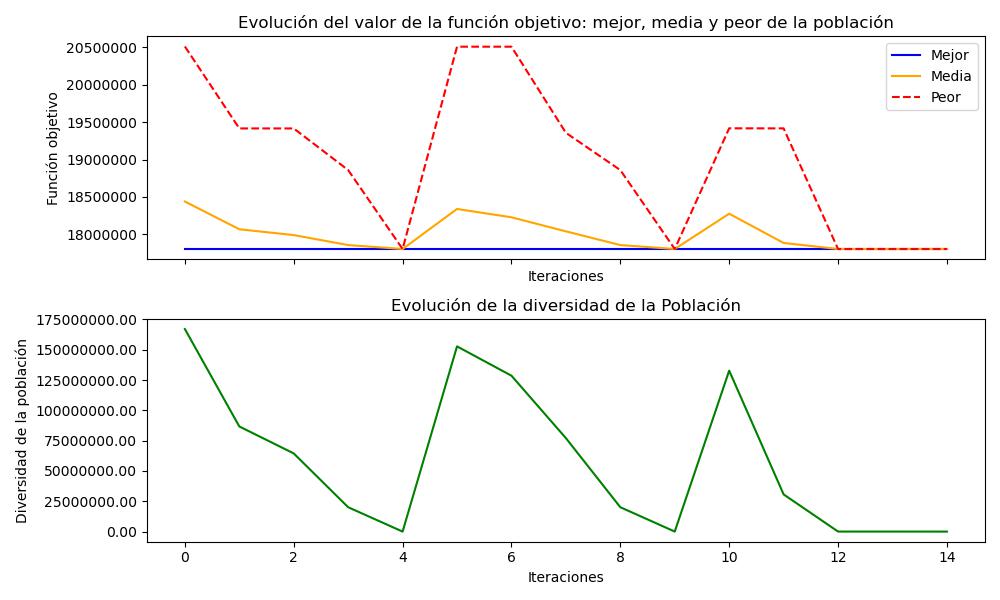 Evolución del valor de la función objetivo: mejor, media y peor de la población
Función objetivo
20500000
20000000
19500000
19000000
18500000
18000000
Mejor
Media
Peor
Iteraciones
Evolución de la diversidad de la Población
Diversidad de la población
175000000.00
150000000.00
125000000.00
100000000.00
75000000.00
50000000.00
25000000.00
0.00
0 2 4 6 8 10 12 14
Iteraciones